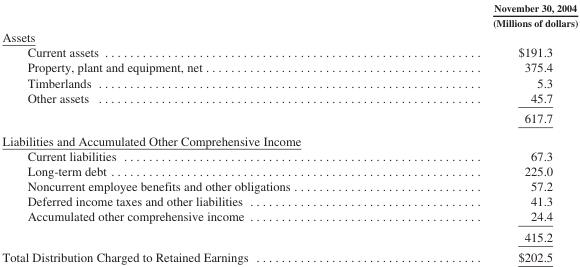 November 30, 2004
(Millions of dollars)
Assets
Current assets . . . . . . . . . . . . . . . . . . . . . . . . . . . . . . . . . . . . . . . . $191.3
Property, plant and equipment, net . . . . . . . . . . . . . . . . . . . . . . . . . . . . 375.4
Timberlands . . . . . . . . . . . . . . . . . . . . . . . . . . . . . . . . . . . . . . . . 5.3
Other assets . . . . . . . . . . . . . . . . . . . . . . . . . . . . . . . . . . . . . . . . 45.7
617.7
Liabilities and Accumulated Other Comprehensive Income
Current liabilities . . . . . . . . . . . . . . . . . . . . . . . . . . . . . . . . . . . . 67.3
Long-term debt . . . . . . . . . . . . . . . . . . . . . . . . . . . . . . . . . . . . . . 225.0
Noncurrent employee benefits and other obligations . . . . . . . . . . . . . . . . . . 57.2
Deferred income taxes and other liabilities . . . . . . . . . . . . . . . . . . . . . . 41.3
Accumulated other comprehensive income . . . . . . . . . . . . . . . . . . . . . . . . 24.4
415.2
Total Distribution Charged to Retained Earnings . . . . . . . . . . . . . . . . . . . . $202.5